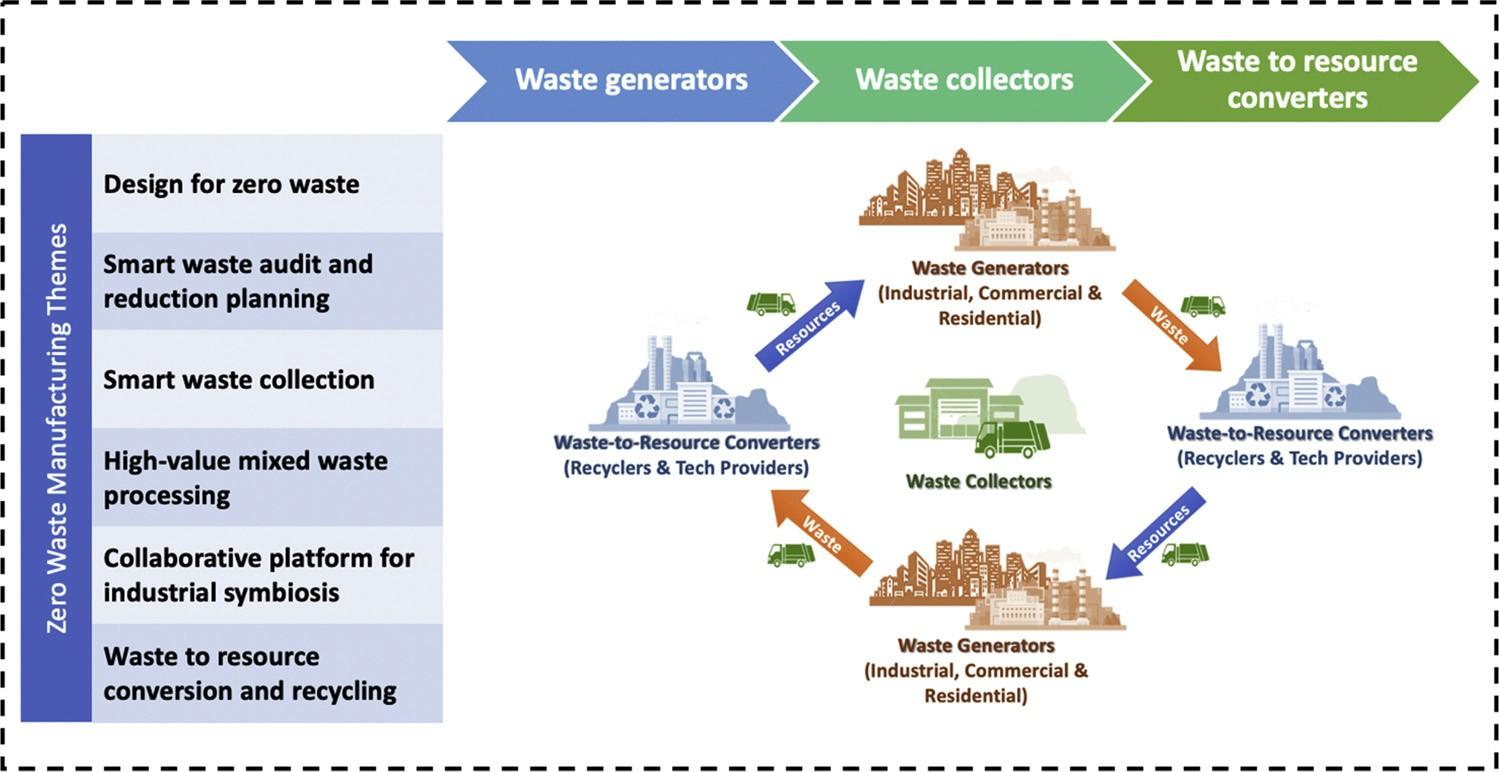 Waste generators
Waste collectors
Waste to resource
converters
Zero Waste Manufacturing Themes
Design for zero waste
Smart waste audit and
reduction planning
Smart waste collection
High-value mixed waste
processing
Collaborative platform for
industrial symbiosis
Waste to resource
conversion and recycling
Waste Generators
(Industrial, Commercial &
Residential)
Resources
Waste
Waste-to-Resource Converters
(Recyclers & Tech Providers)
Waste Collectors
Waste-to-Resource Converters
(Recyclers & Tech Providers)
Waste
Resources
Waste Generators
(Industrial, Commercial &
Residential)